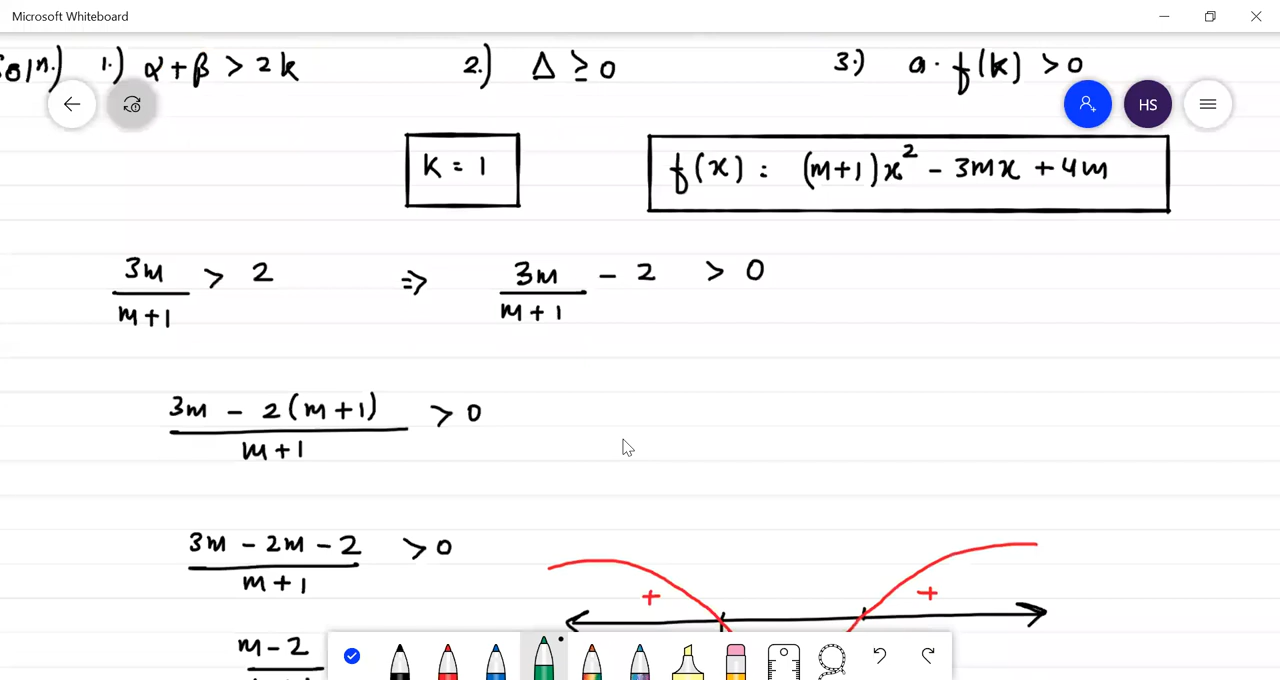 Microsoft Whiteboard
Soln.) 1.) α+β > 2k 2.) Δ ≥ 0 3.) a. f(k) > 0
HS
K = 1 f(x) : (m+1)x² - 3mx + 4m
3m/(m+1) > 2 ⇒ 3m/(m+1) - 2 > 0
(3m - 2(m+1))/(m+1) > 0
(3m - 2m - 2)/(m+1) > 0
+ +
m-2